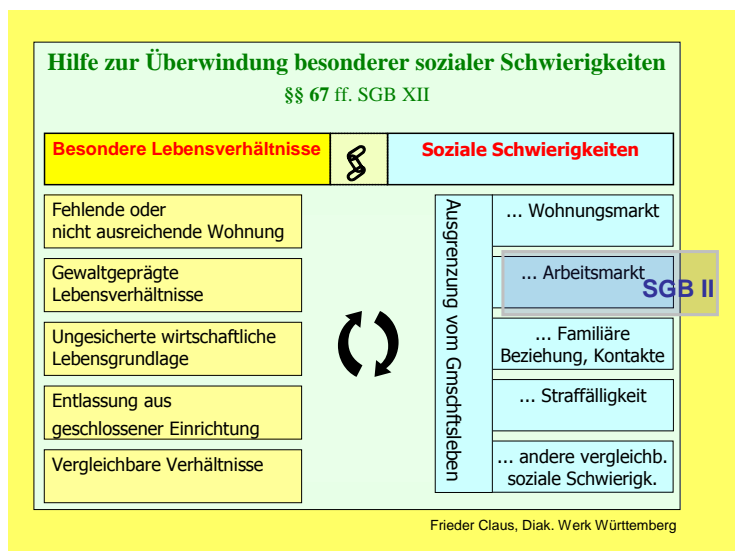 Hilfe zur Überwindung besonderer sozialer Schwierigkeiten
§§ 67 ff. SGB XII
Besondere Lebensverhältnisse
Soziale Schwierigkeiten
Fehlende oder
nicht ausreichende Wohnung
Gewaltgeprägte
Lebensverhältnisse
Ungesicherte wirtschaftliche
Lebensgrundlage
Entlassung aus
geschlossener Einrichtung
Vergleichbare Verhältnisse
Ausgrenzung vom Gmschftsleben
... Wohnungsmarkt
... Arbeitsmarkt
SGB II
... Familiäre
Beziehung, Kontakte
... Straffälligkeit
... andere vergleichb.
soziale Schwierigk.
Frieder Claus, Diak. Werk Württemberg